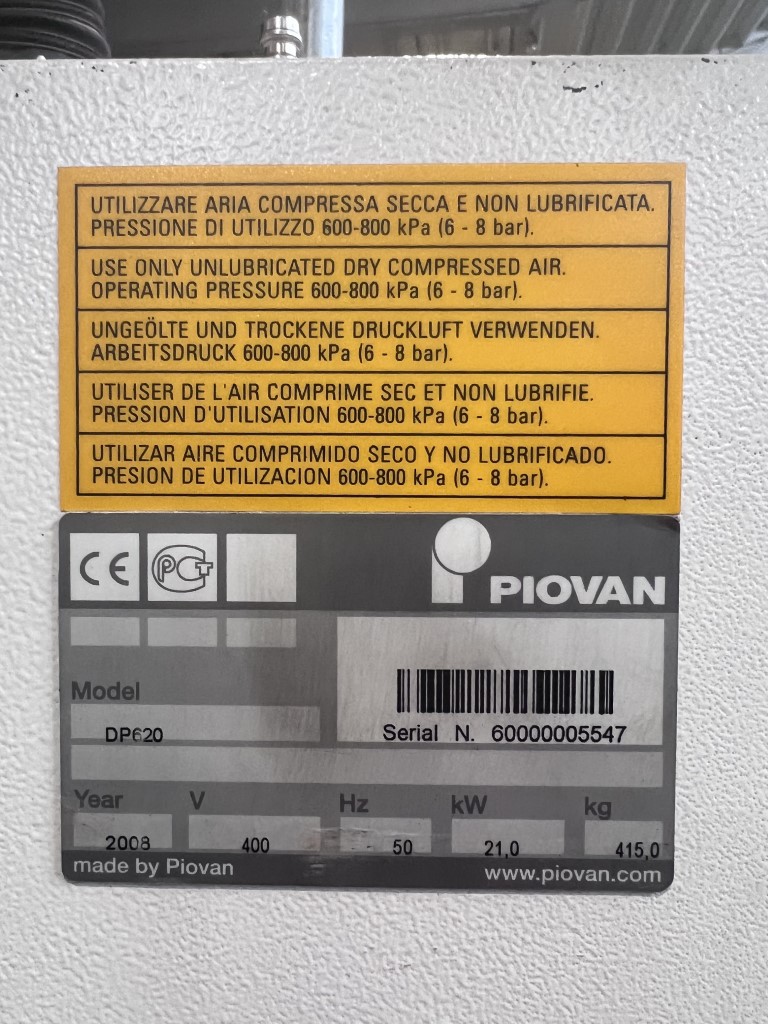 UTILIZZARE ARIA COMPRESSA SECCA E NON LUBRIFICATA.
PRESSIONE DI UTILIZZO 600-800 kPa (6 - 8 bar).
USE ONLY UNLUBRICATED DRY COMPRESSED AIR.
OPERATING PRESSURE 600-800 kPa (6 - 8 bar).
UNGEÖLTE UND TROCKENE DRUCKLUFT VERWENDEN.
ARBEITSDRUCK 600-800 kPa (6 - 8 bar).
UTILISER DE L'AIR COMPRIME SEC ET NON LUBRIFIE.
PRESSION D'UTILISATION 600-800 kPa (6 - 8 bar).
UTILIZAR AIRE COMPRIMIDO SECO Y NO LUBRIFICADO.
PRESION DE UTILIZACION 600-800 kPa (6 - 8 bar).
CE PCT PIOVAN
Model
DP620
Serial N. 60000005547
Year V Hz kW kg
2008 400 50 21,0 415,0
made by Piovan www.piovan.com